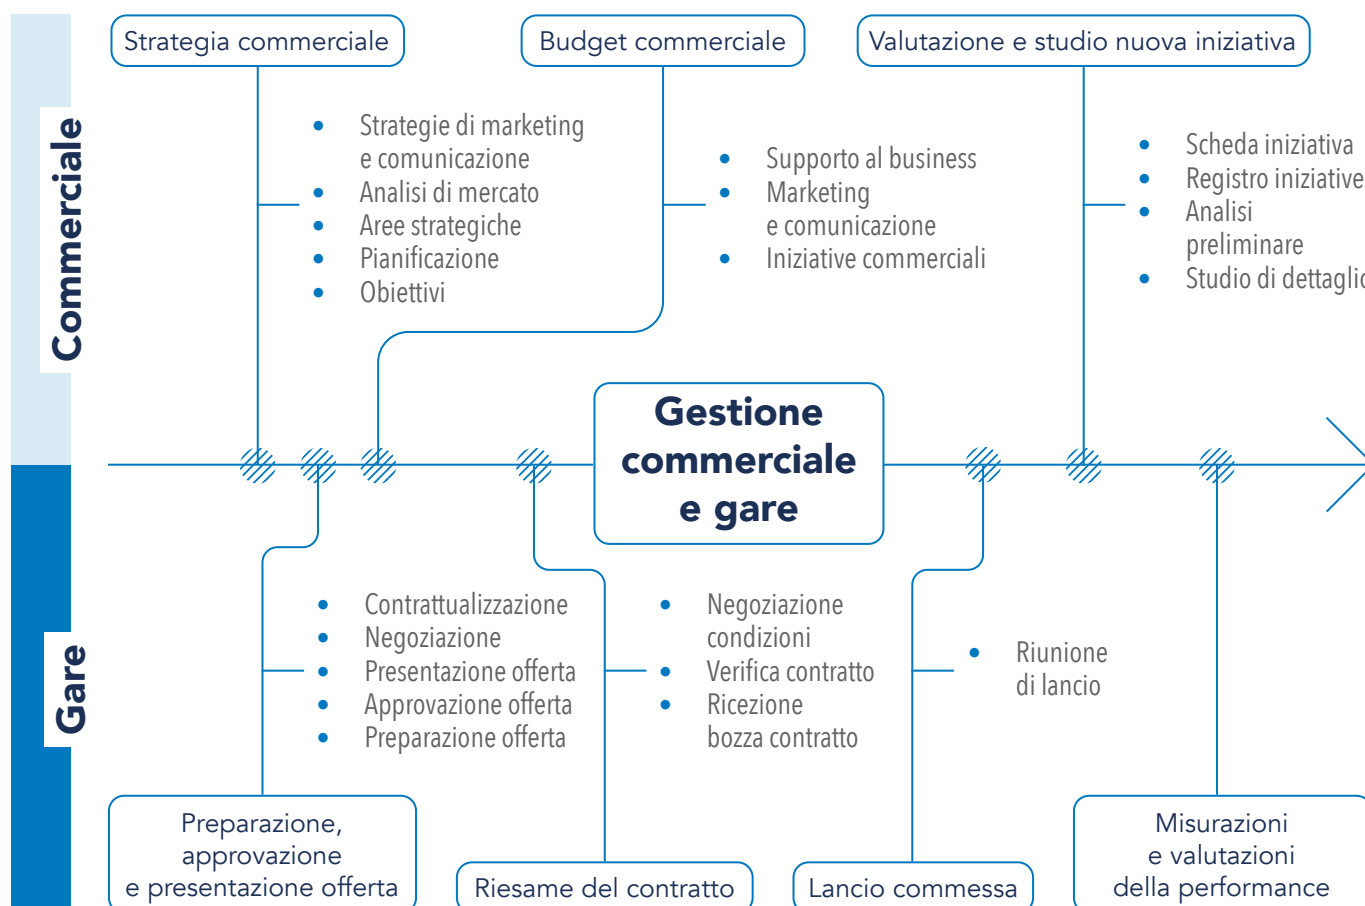 Commerciale
Strategia commerciale
Strategie di marketing
e comunicazione
Analisi di mercato
Aree strategiche
Pianificazione
Obiettivi
Budget commerciale
Supporto al business
Marketing
e comunicazione
Iniziative commerciali
Valutazione e studio nuova iniziativa
Scheda iniziativa
Registro iniziative
Analisi
preliminare
Studio di dettaglio
Gestione
commerciale
e gare
Gare
Contrattualizzazione
Negoziazione
Presentazione offerta
Approvazione offerta
Preparazione offerta
Preparazione,
approvazione
e presentazione offerta
Negoziazione
condizioni
Verifica contratto
Ricezione
bozza contratto
Riesame del contratto
Riunione
di lancio
Lancio commessa
Misurazioni
e valutazioni
della performance